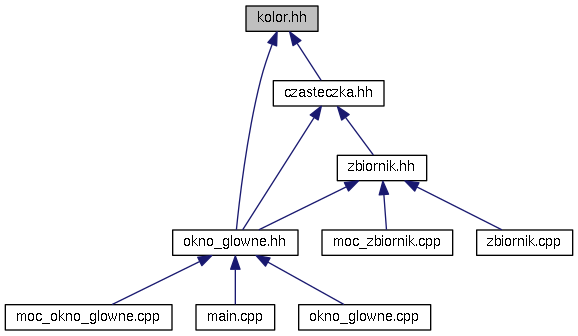 kolor.hh
czasteczka.hh
zbiornik.hh
okno_glowne.hh
moc_zbiornik.cpp
zbiornik.cpp
moc_okno_glowne.cpp
main.cpp
okno_glowne.cpp